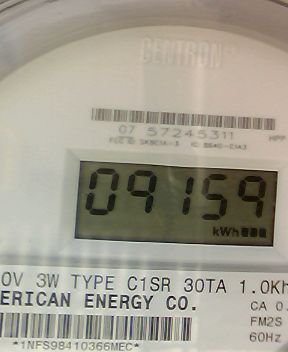 CENTRON®
07 57245311
09159
kWh
0V 3W TYPE C1SR 30TA 1.0Kh
ERICAN ENERGY CO.
CA 0.
FM2S
60Hz
*1NFS98410366MEC*